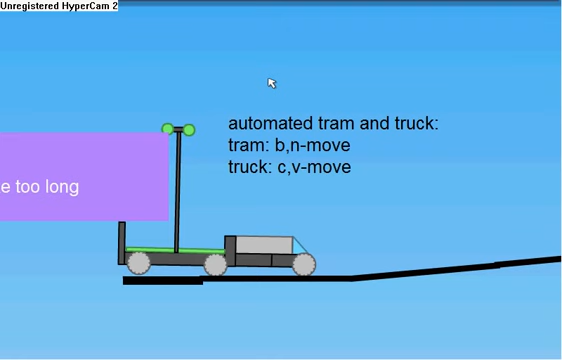 Unregistered HyperCam 2
automated tram and truck:
tram: b,n-move
truck: c,v-move
e too long